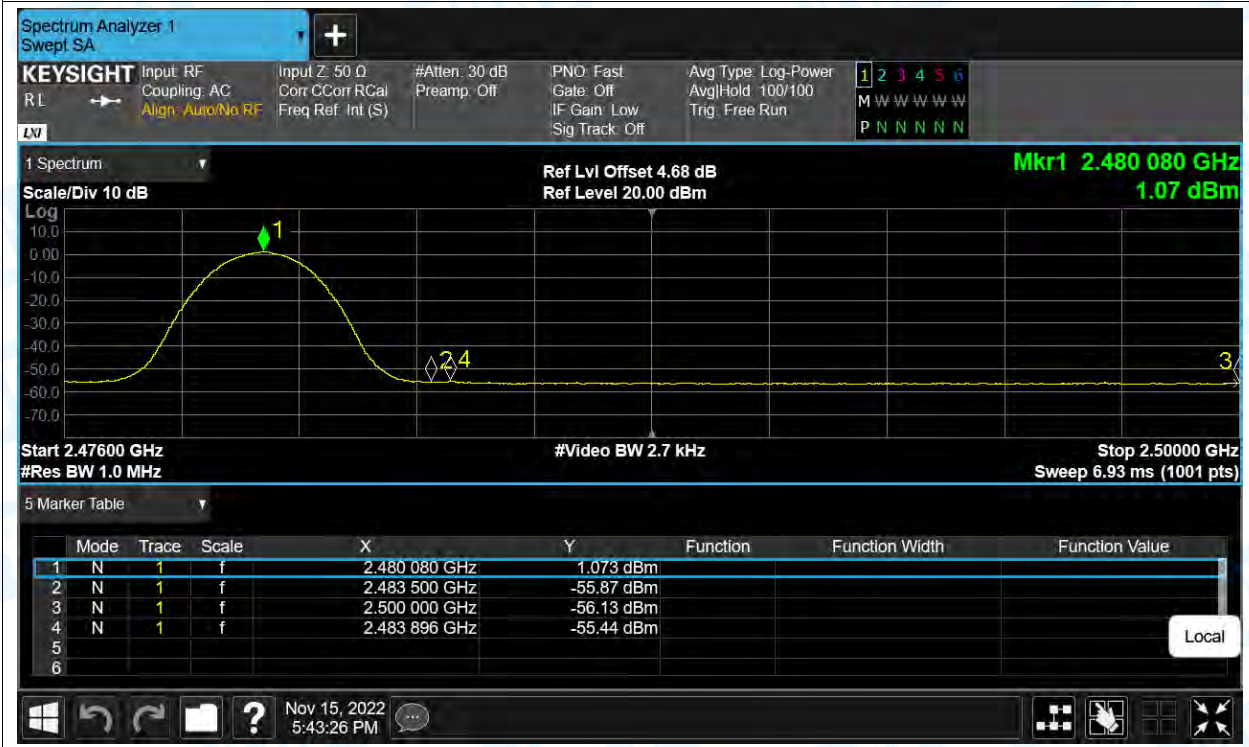 Spectrum Analyzer 1
Swept SA
+
KEYSIGHT
RL
LXI
Input: RF
Coupling: AC
Align: Auto/No RF
Input Z: 50 Ω
Corr CCorr RCal
Freq Ref: Int (S)
#Atten: 30 dB
Preamp: Off
PNO: Fast
Gate: Off
IF Gain: Low
Sig Track: Off
Avg Type: Log-Power
Avg|Hold: 100/100
Trig: Free Run
1 2 3 4 5 6
M W W W W W
P N N N N N
1 Spectrum
Scale/Div 10 dB
Ref Lvl Offset 4.68 dB
Ref Level 20.00 dBm
Mkr1 2.480 080 GHz
1.07 dBm
Log
10.0
0.00
-10.0
-20.0
-30.0
-40.0
-50.0
-60.0
-70.0
1
2
4
3
Start 2.47600 GHz
#Res BW 1.0 MHz
#Video BW 2.7 kHz
Stop 2.50000 GHz
Sweep 6.93 ms (1001 pts)
5 Marker Table
Mode Trace Scale X Y Function Function Width Function Value
1 N 1 f 2.480 080 GHz 1.073 dBm
2 N 1 f 2.483 500 GHz -55.87 dBm
3 N 1 f 2.500 000 GHz -56.13 dBm
4 N 1 f 2.483 896 GHz -55.44 dBm
5
6
Local
?
Nov 15, 2022
5:43:26 PM